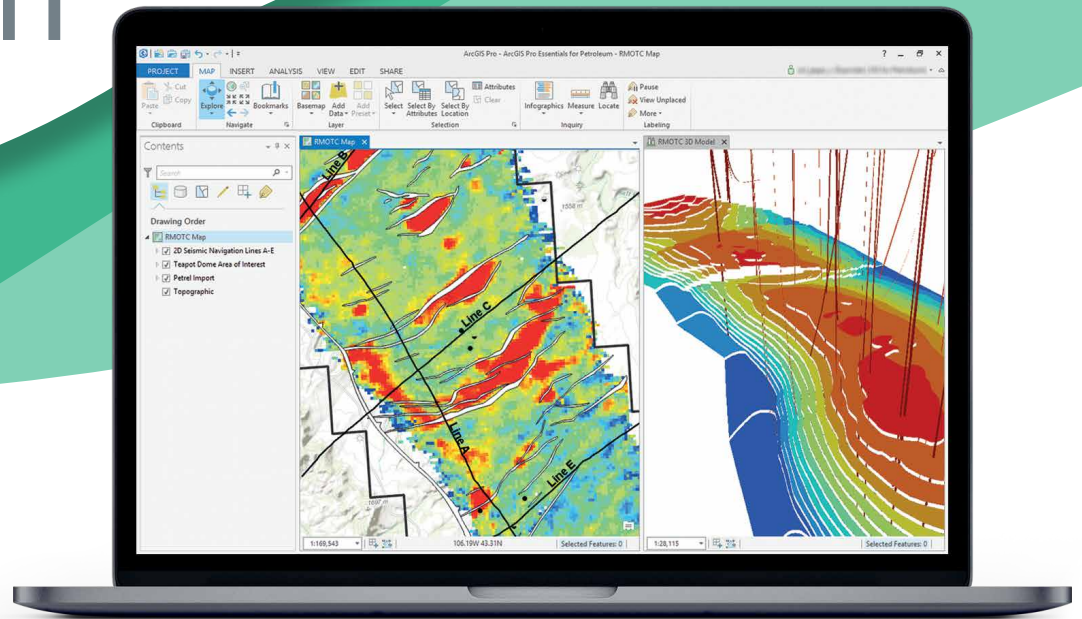 ArcGIS Pro - ArcGIS Pro Essentials for Petroleum - RMOTC Map
?
PROJECT MAP INSERT ANALYSIS VIEW EDIT SHARE
Paste
Cut
Copy
Clipboard
Explore
Bookmarks
Navigate
Basemap
Add Data
Add Preset
Layer
Select
Select By Attributes
Select By Location
Attributes
Clear
Selection
Infographics
Measure
Locate
Inquiry
Pause
View Unplaced
More
Labeling
Contents
Search
Drawing Order
RMOTC Map
2D Seismic Navigation Lines A-E
Teapot Dome Area of Interest
Petrel Import
Topographic
RMOTC Map
Line B
1558 m
Line C
Line A
Line E
1697 m
1:169,543
106.19W 43.31N
Selected Features: 0
RMOTC 3D Model
1:28,115
Selected Features: 0